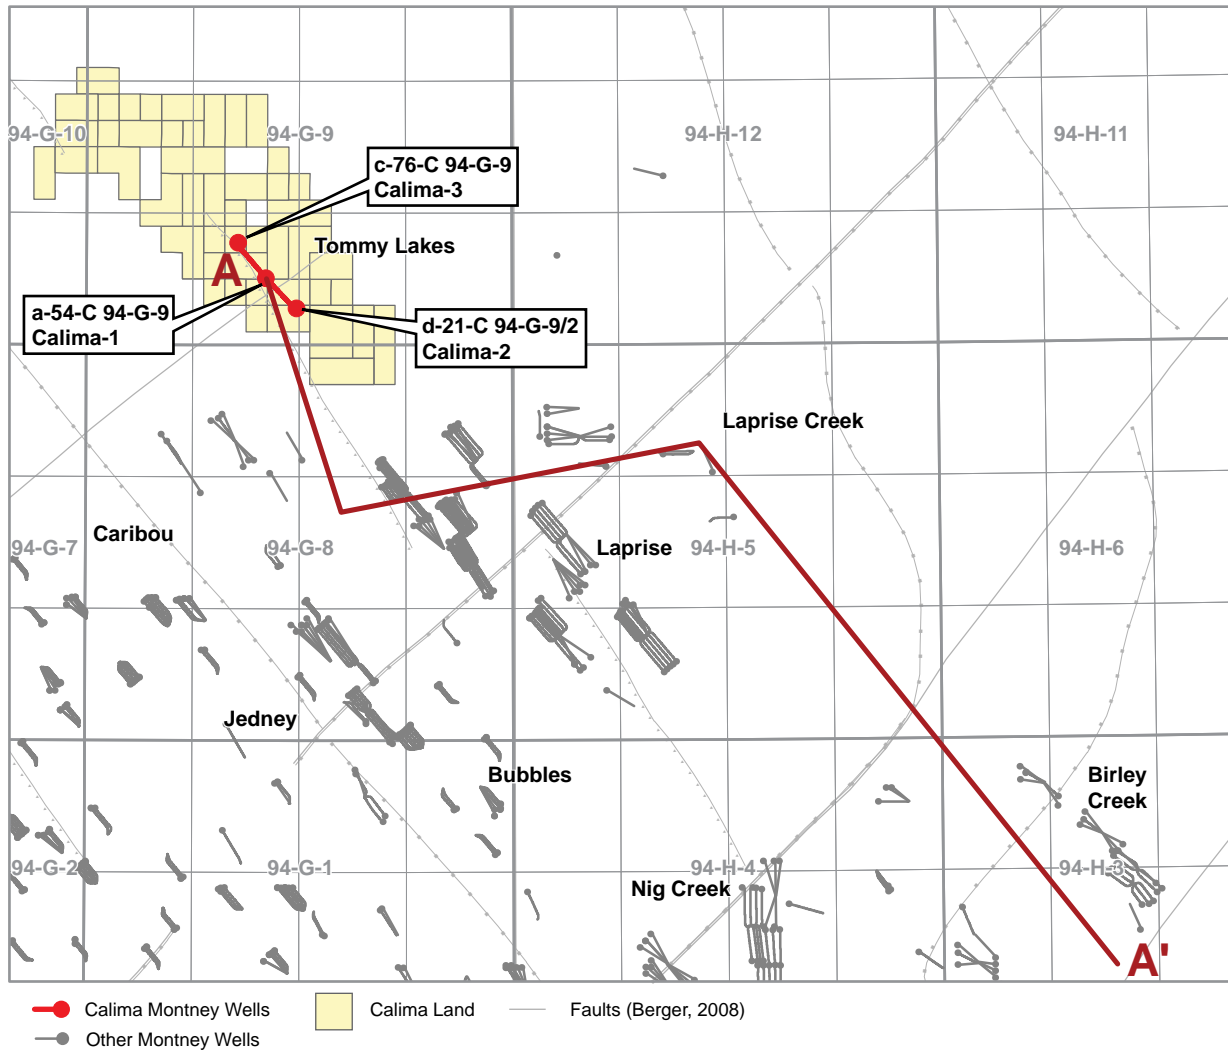 94-G-10
94-G-9
94-H-12
94-H-11
c-76-C 94-G-9
Calima-3
Tommy Lakes
A
a-54-C 94-G-9
Calima-1
d-21-C 94-G-9/2
Calima-2
Laprise Creek
Caribou
94-G-7
94-G-8
Laprise
94-H-5
94-H-6
Jedney
Bubbles
Birley
Creek
94-G-2
94-G-1
94-H-4
94-H-3
Nig Creek
A'
Calima Montney Wells
Calima Land
Faults (Berger, 2008)
Other Montney Wells